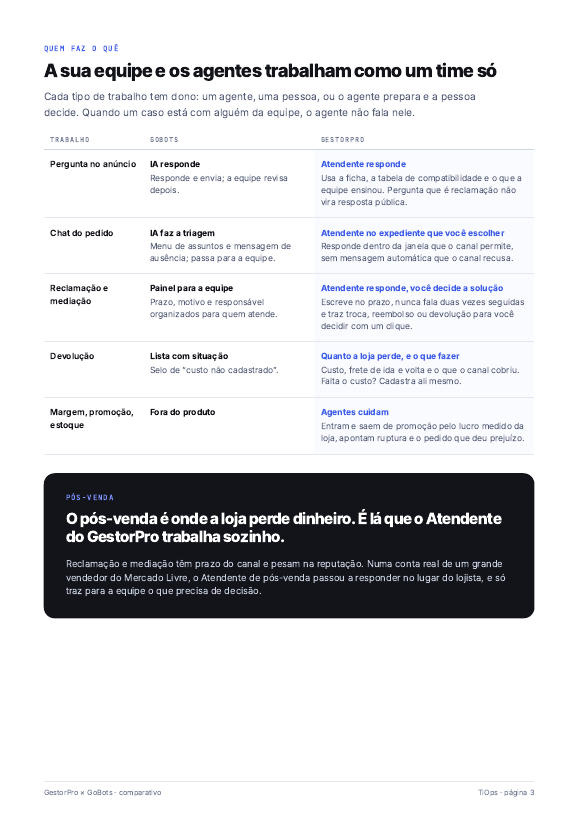 QUEM FAZ O QUÊ
A sua equipe e os agentes trabalham como um time só
Cada tipo de trabalho tem dono: um agente, uma pessoa, ou o agente prepara e a pessoa
decide. Quando um caso está com alguém da equipe, o agente não fala nele.
TRABALHO GOBOTS GESTORPRO
Pergunta no anúncio
IA responde
Responde e envia; a equipe revisa
depois.
Atendente responde
Usa a ficha, a tabela de compatibilidade e o que a
equipe ensinou. Pergunta que é reclamação não
vira resposta pública.
Chat do pedido
IA faz a triagem
Menu de assuntos e mensagem de
ausência; passa para a equipe.
Atendente no expediente que você escolher
Responde dentro da janela que o canal permite,
sem mensagem automática que o canal recusa.
Reclamação e
mediação
Painel para a equipe
Prazo, motivo e responsável
organizados para quem atende.
Atendente responde, você decide a solução
Escreve no prazo, nunca fala duas vezes seguidas
e traz troca, reembolso ou devolução para você
decidir com um clique.
Devolução
Lista com situação
Selo de “custo não cadastrado”.
Quanto a loja perde, e o que fazer
Custo, frete de ida e volta e o que o canal cobriu.
Falta o custo? Cadastra ali mesmo.
Margem, promoção,
estoque
Fora do produto
Agentes cuidam
Entram e saem de promoção pelo lucro medido da
loja, apontam ruptura e o pedido que deu prejuízo.
PÓS-VENDA
O pós-venda é onde a loja perde dinheiro. É lá que o Atendente
do GestorPro trabalha sozinho.
Reclamação e mediação têm prazo do canal e pesam na reputação. Numa conta real de um grande
vendedor do Mercado Livre, o Atendente de pós-venda passou a responder no lugar do lojista, e só
traz para a equipe o que precisa de decisão.
GestorPro × GoBots · comparativo
TiOps · página 3